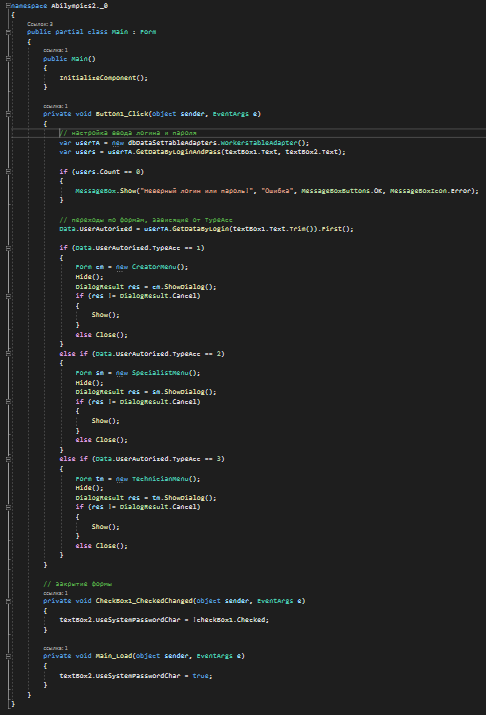 namespace Abilympics2._0
{
Ссылок: 3
public partial class Main : Form
{
ссылка: 1
public Main()
{
InitializeComponent();
}
ссылка: 1
private void Button1_Click(object sender, EventArgs e)
{
// настройка ввода логина и пароля
var userTA = new dbDataSetTableAdapters.WorkersTableAdapter();
var users = userTA.GetDataByLoginAndPass(textBox1.Text, textBox2.Text);
if (users.Count == 0)
{
MessageBox.Show("Неверный логин или пароль!", "Ошибка", MessageBoxButtons.OK, MessageBoxIcon.Error);
}
// переходы по формам, зависящие от TypeAcc
Data.UserAutorized = userTA.GetDataByLogin(textBox1.Text.Trim()).First();
if (Data.UserAutorized.TypeAcc == 1)
{
Form cm = new CreatorMenu();
Hide();
DialogResult res = cm.ShowDialog();
if (res != DialogResult.Cancel)
{
Show();
}
else Close();
}
else if (Data.UserAutorized.TypeAcc == 2)
{
Form sm = new SpecialistMenu();
Hide();
DialogResult res = sm.ShowDialog();
if (res != DialogResult.Cancel)
{
Show();
}
else Close();
}
else if (Data.UserAutorized.TypeAcc == 3)
{
Form tm = new TechnicianMenu();
Hide();
DialogResult res = tm.ShowDialog();
if (res != DialogResult.Cancel)
{
Show();
}
else Close();
}
}
// закрытие формы
ссылка: 1
private void CheckBox1_CheckedChanged(object sender, EventArgs e)
{
textBox2.UseSystemPasswordChar = !checkBox1.Checked;
}
ссылка: 1
private void Main_Load(object sender, EventArgs e)
{
textBox2.UseSystemPasswordChar = true;
}
}
}